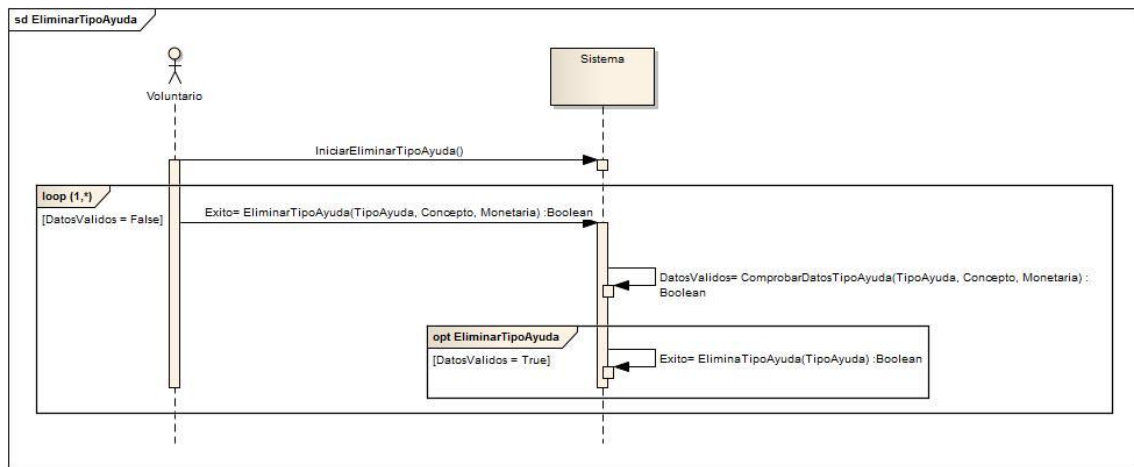 sd EliminarTipoAyuda
Voluntario
Sistema
IniciarEliminarTipoAyuda()
loop (1,*)
[DatosValidos = False]
Exito= EliminarTipoAyuda(TipoAyuda, Concepto, Monetaria) :Boolean
DatosValidos= ComprobarDatosTipoAyuda(TipoAyuda, Concepto, Monetaria) :
Boolean
opt EliminarTipoAyuda
[DatosValidos = True]
Exito= EliminaTipoAyuda(TipoAyuda) :Boolean